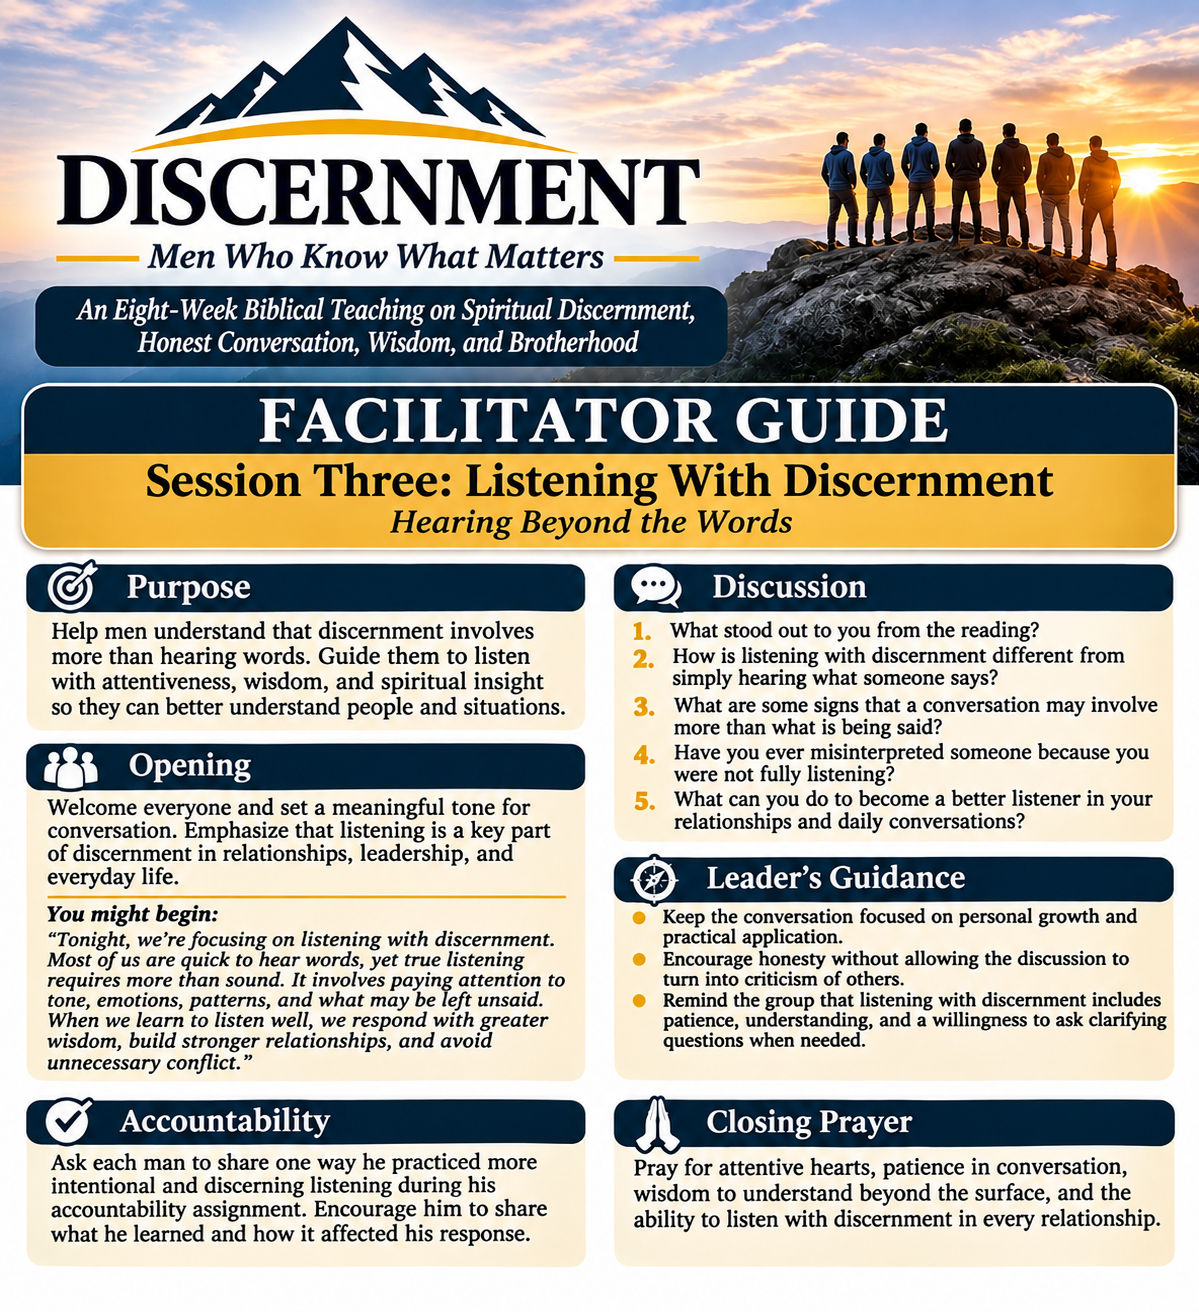 DISCERNMENT
Men Who Know What Matters
An Eight-Week Biblical Teaching on Spiritual Discernment,
Honest Conversation, Wisdom, and Brotherhood
FACILITATOR GUIDE
Session Three: Listening With Discernment
Hearing Beyond the Words
Purpose
Help men understand that discernment involves
more than hearing words. Guide them to listen
with attentiveness, wisdom, and spiritual insight
so they can better understand people and situations.
Opening
Welcome everyone and set a meaningful tone for
conversation. Emphasize that listening is a key part
of discernment in relationships, leadership, and
everyday life.
You might begin:
“Tonight, we’re focusing on listening with discernment.
Most of us are quick to hear words, yet true listening
requires more than sound. It involves paying attention to
tone, emotions, patterns, and what may be left unsaid.
When we learn to listen well, we respond with greater
wisdom, build stronger relationships, and avoid
unnecessary conflict.”
Accountability
Ask each man to share one way he practiced more
intentional and discerning listening during his
accountability assignment. Encourage him to share
what he learned and how it affected his response.
Discussion
1. What stood out to you from the reading?
2. How is listening with discernment different from
simply hearing what someone says?
3. What are some signs that a conversation may involve
more than what is being said?
4. Have you ever misinterpreted someone because you
were not fully listening?
5. What can you do to become a better listener in your
relationships and daily conversations?
Leader’s Guidance
Keep the conversation focused on personal growth and
practical application.
Encourage honesty without allowing the discussion to
turn into criticism of others.
Remind the group that listening with discernment includes
patience, understanding, and a willingness to ask clarifying
questions when needed.
Closing Prayer
Pray for attentive hearts, patience in conversation,
wisdom to understand beyond the surface, and the
ability to listen with discernment in every relationship.